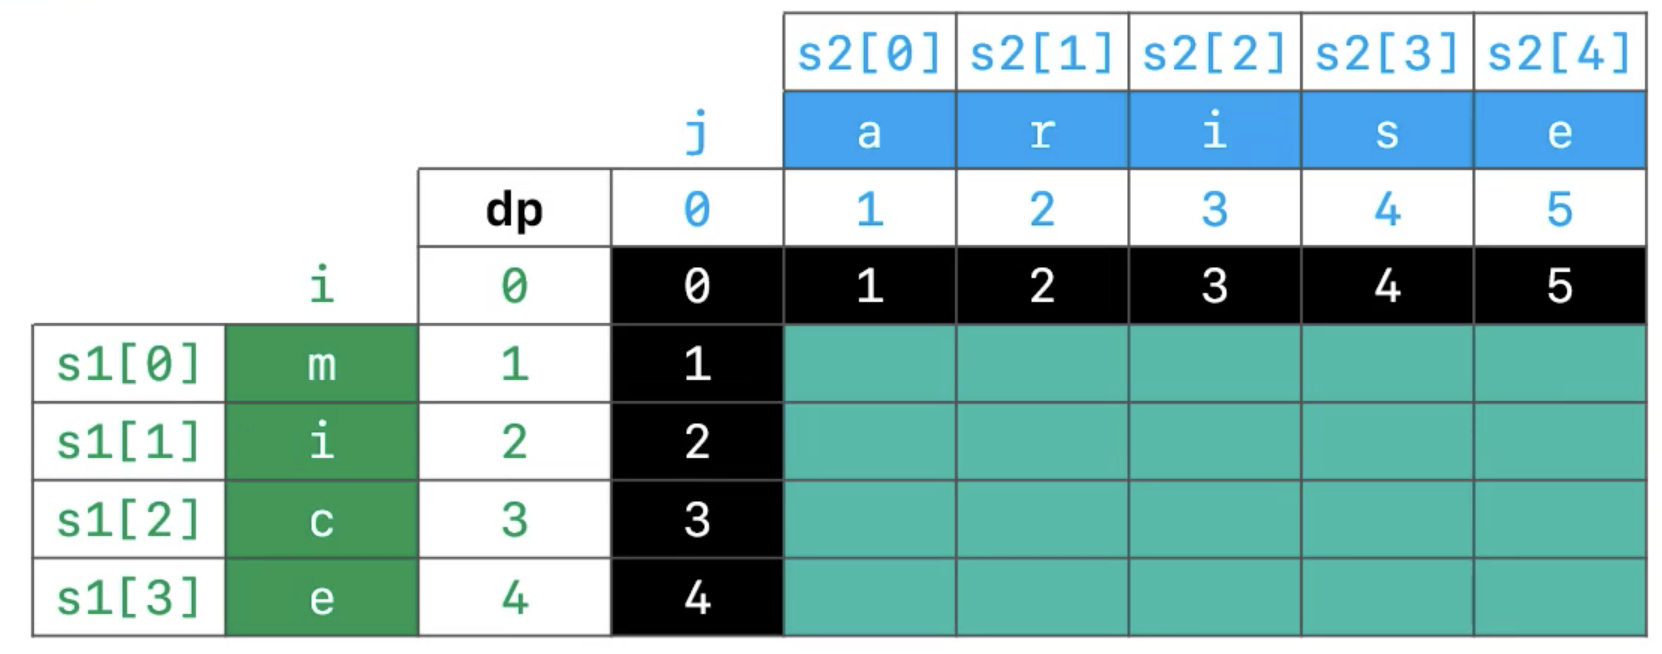 s2[0] s2[1] s2[2] s2[3] s2[4]
j a r i s e
dp 0 1 2 3 4 5
i 0 0 1 2 3 4 5
s1[0] m 1 1
s1[1] i 2 2
s1[2] c 3 3
s1[3] e 4 4